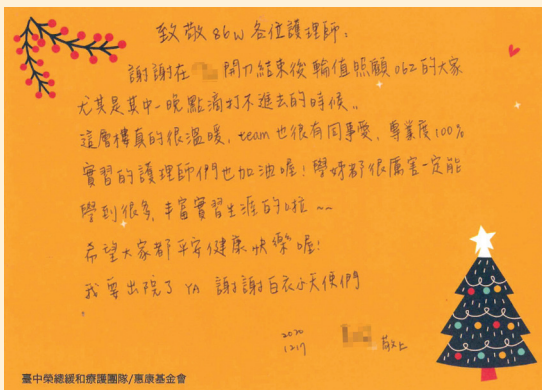 致敬 86w 各位護理師:
謝謝在 開刀結束後輪值照顧 062 的大家
尤其是其中一晚點滴打不進去的時候..
這層樓真的很溫暖、team 也很有同事愛、專業度100%
實習的護理師們也加油喔!學姊都很厲害一定能
學到很多, 丰富實習生涯的啦 ~~
希望大家都平安健康快樂喔!
我要出院了 YA 謝謝白衣小天使們
2020
12.17
敬上
臺中榮總緩和療護團隊/惠康基金會